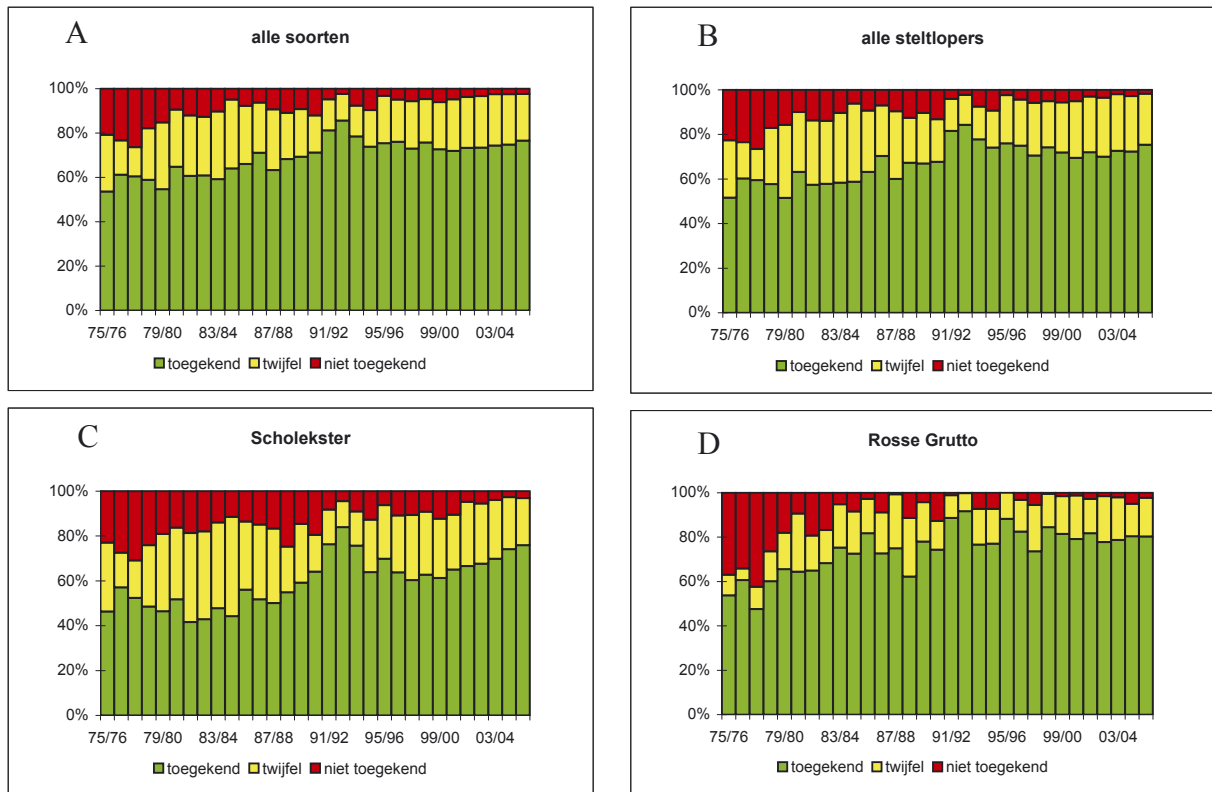 A
alle soorten
100%
80%
60%
40%
20%
0%
75/76 79/80 83/84 87/88 91/92 95/96 99/00 03/04
toegekend twijfel niet toegekend
B
alle steltlopers
100%
80%
60%
40%
20%
0%
75/76 79/80 83/84 87/88 91/92 95/96 99/00 03/04
toegekend twijfel niet toegekend
C
Scholekster
100%
80%
60%
40%
20%
0%
75/76 79/80 83/84 87/88 91/92 95/96 99/00 03/04
toegekend twijfel niet toegekend
D
Rosse Grutto
100%
80%
60%
40%
20%
0%
75/76 79/80 83/84 87/88 91/92 95/96 99/00 03/04
toegekend twijfel niet toegekend